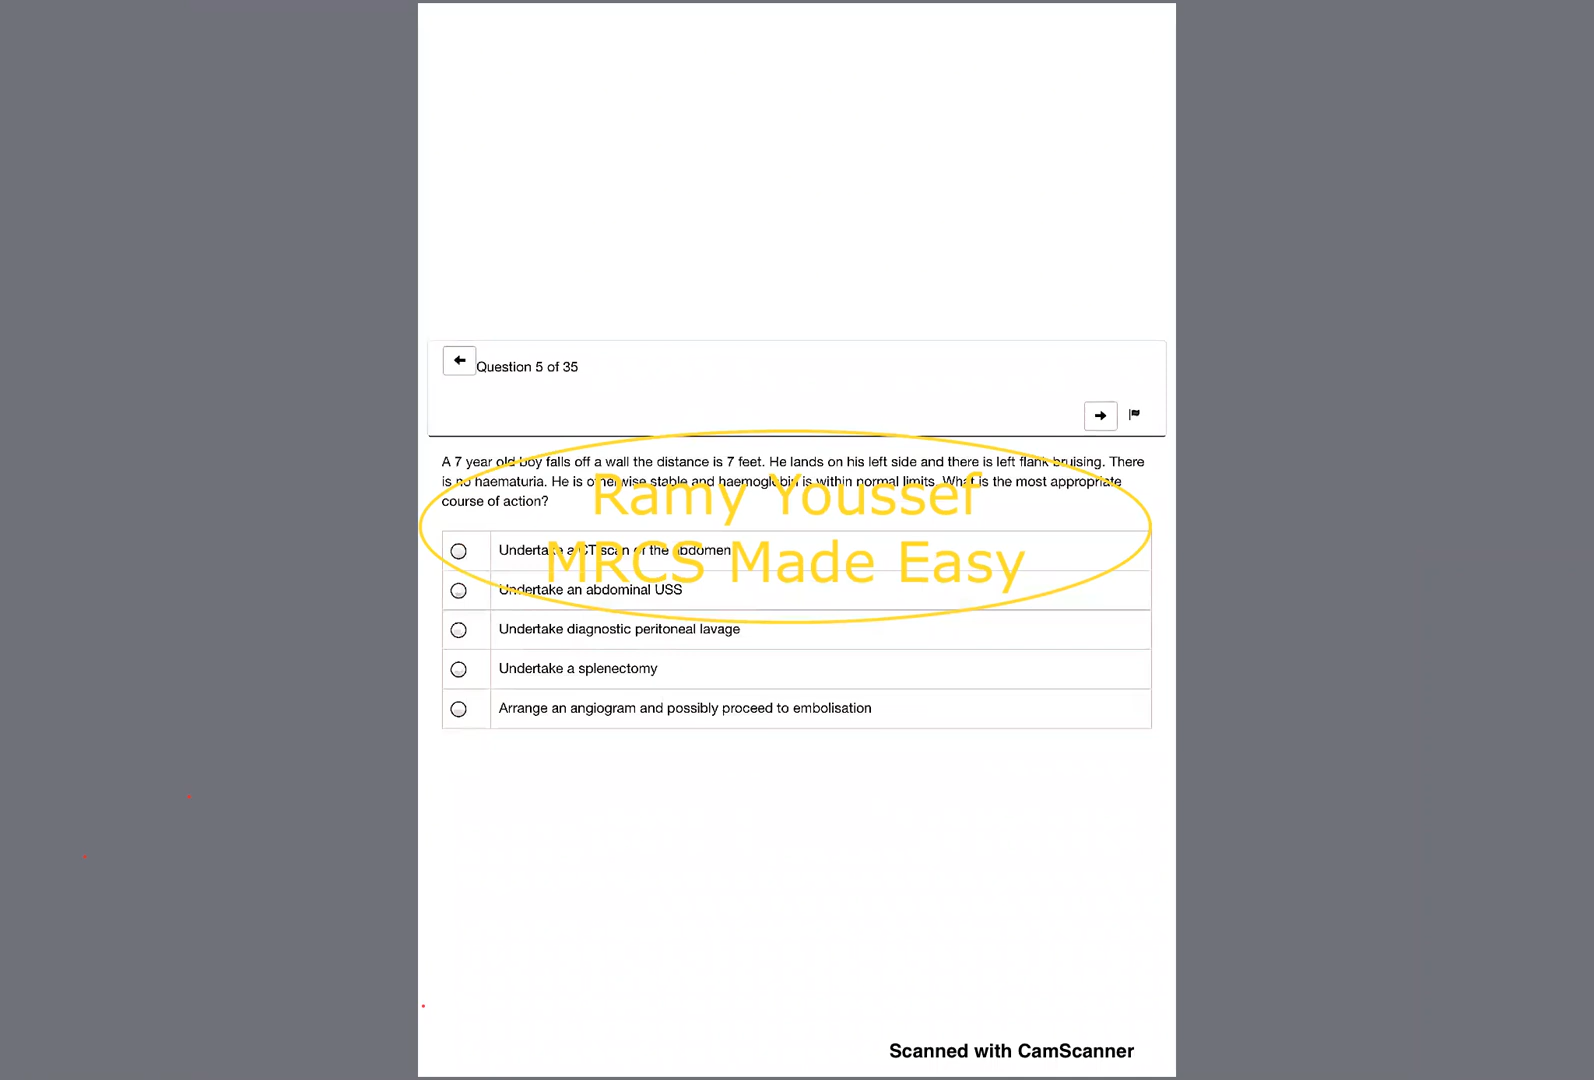 Question 5 of 35
A 7 year old boy falls off a wall the distance is 7 feet. He lands on his left side and there is left flank bruising. There
is no haematuria. He is otherwise stable and haemoglobin is within normal limits. What is the most appropriate
course of action?
Ramy Youssef
MRCS Made Easy
Undertake a CT scan of the abdomen
Undertake an abdominal USS
Undertake diagnostic peritoneal lavage
Undertake a splenectomy
Arrange an angiogram and possibly proceed to embolisation
Scanned with CamScanner